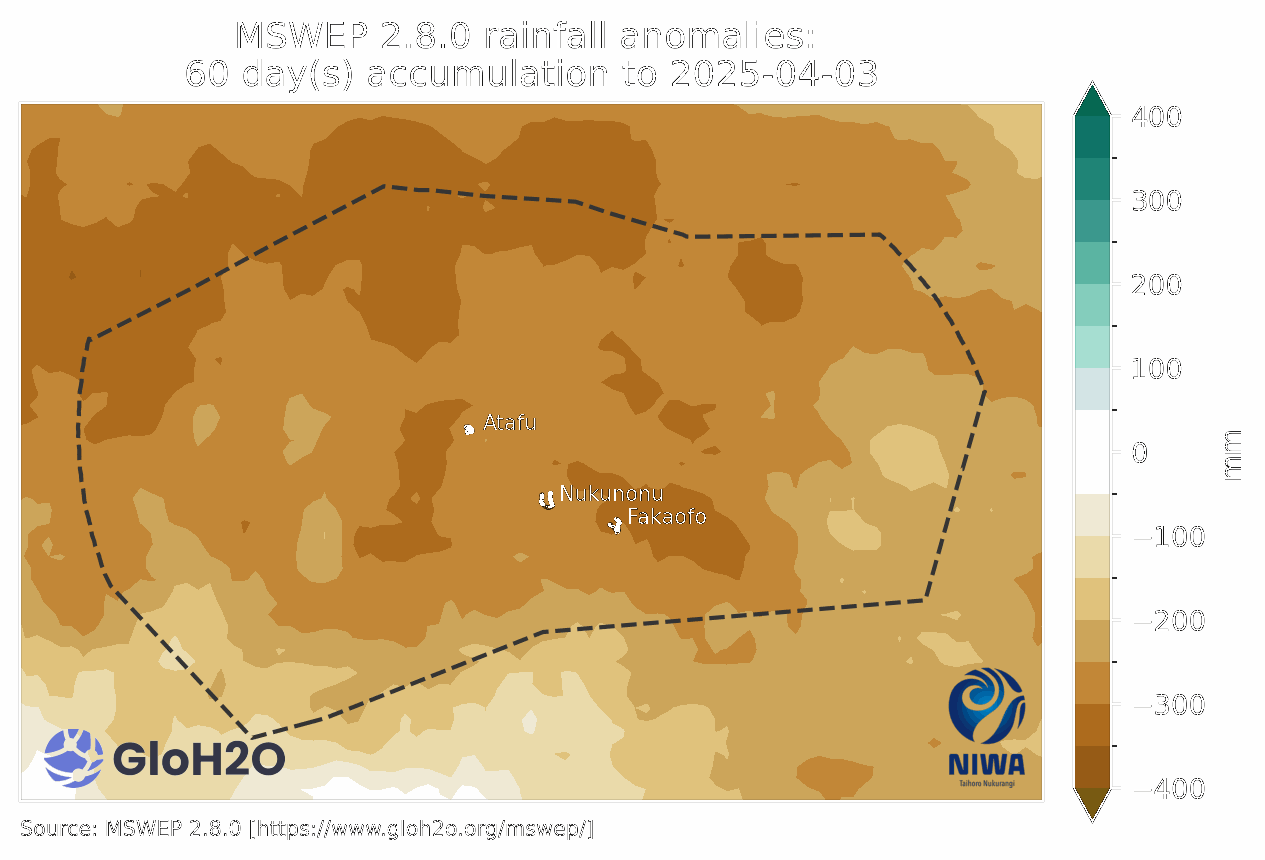 MSWEP 2.8.0 rainfall anomalies:
60 day(s) accumulation to 2025-04-03
400
300
200
100
0
−100
−200
−300
−400
mm
Atafu
Nukunonu
Fakaofo
GloH2O
NIWA
Taihoro Nukurangi
Source: MSWEP 2.8.0 [https://www.gloh2o.org/mswep/]